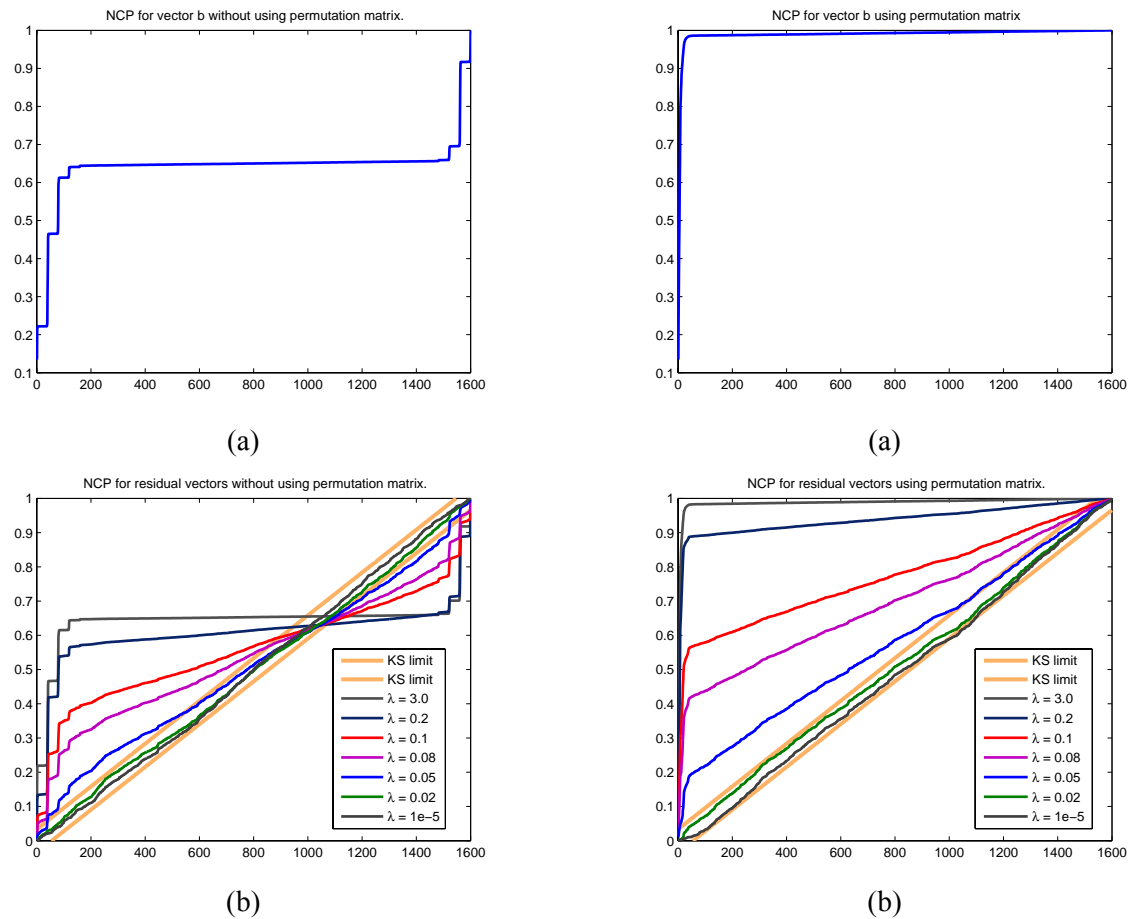 NCP for vector b without using permutation matrix.
1
0.9
0.8
0.7
0.6
0.5
0.4
0.3
0.2
0.1
0 200 400 600 800 1000 1200 1400 1600
(a)
NCP for vector b using permutation matrix
1
0.9
0.8
0.7
0.6
0.5
0.4
0.3
0.2
0.1
0 200 400 600 800 1000 1200 1400 1600
(a)
NCP for residual vectors without using permutation matrix.
1
0.9
0.8
0.7
0.6
0.5
0.4
0.3
0.2
0.1
0
0 200 400 600 800 1000 1200 1400 1600
KS limit
KS limit
λ = 3.0
λ = 0.2
λ = 0.1
λ = 0.08
λ = 0.05
λ = 0.02
λ = 1e−5
(b)
NCP for residual vectors using permutation matrix.
1
0.9
0.8
0.7
0.6
0.5
0.4
0.3
0.2
0.1
0
0 200 400 600 800 1000 1200 1400 1600
KS limit
KS limit
λ = 3.0
λ = 0.2
λ = 0.1
λ = 0.08
λ = 0.05
λ = 0.02
λ = 1e−5
(b)